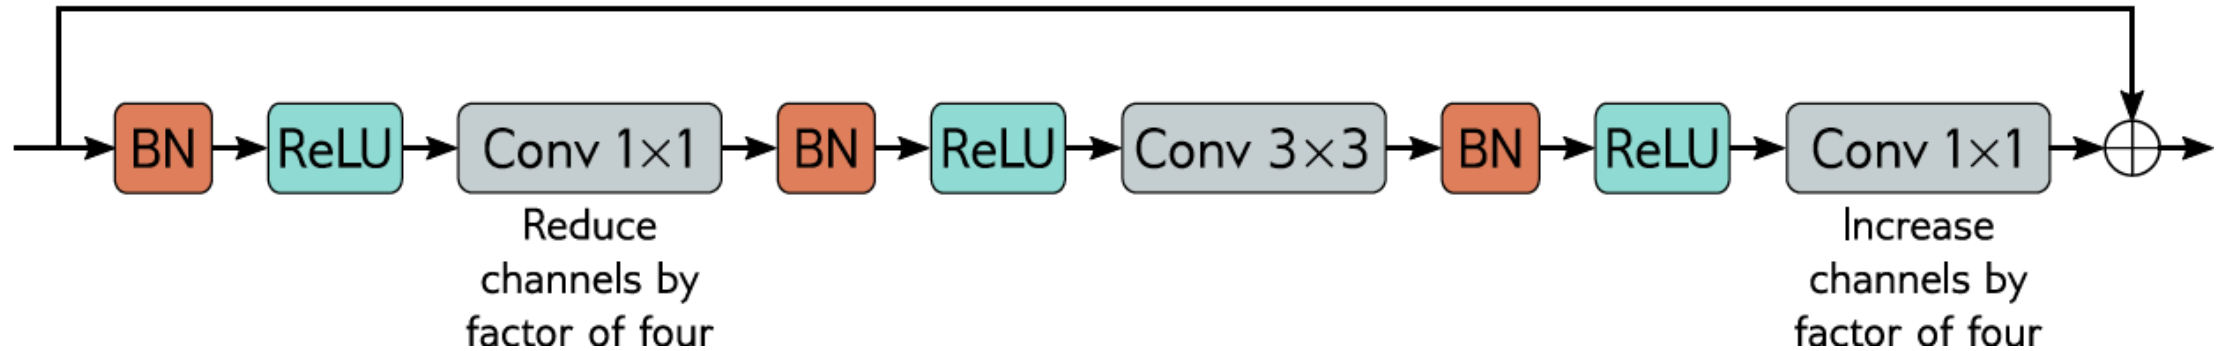 BN ReLU Conv 1×1 BN ReLU Conv 3×3 BN ReLU Conv 1×1
Reduce
channels by
factor of four
Increase
channels by
factor of four